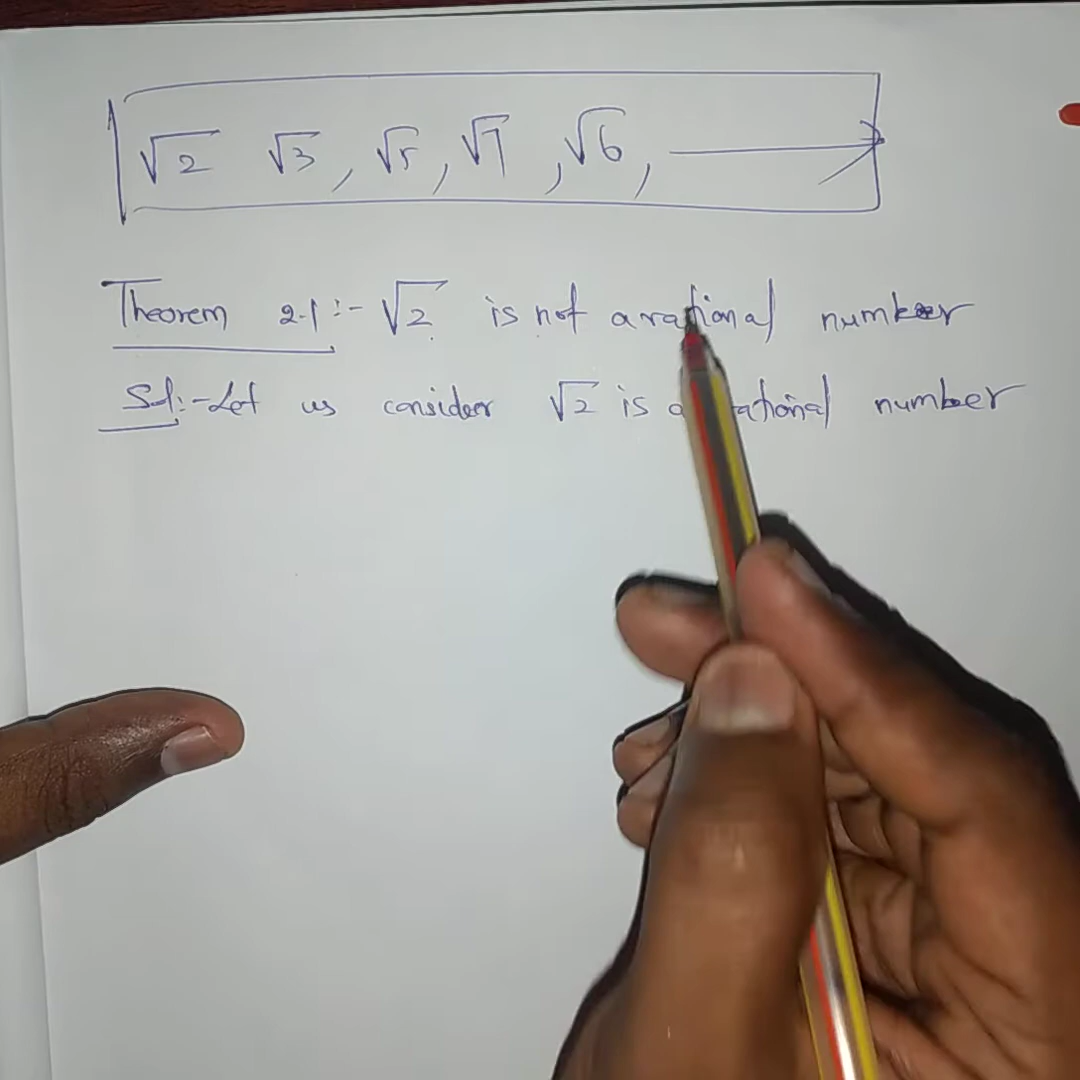 √2 √3, √5, √7, √6,
Theorem 2.1:- √2 is not a rational number
Sol:- Let us consider √2 is a rational number